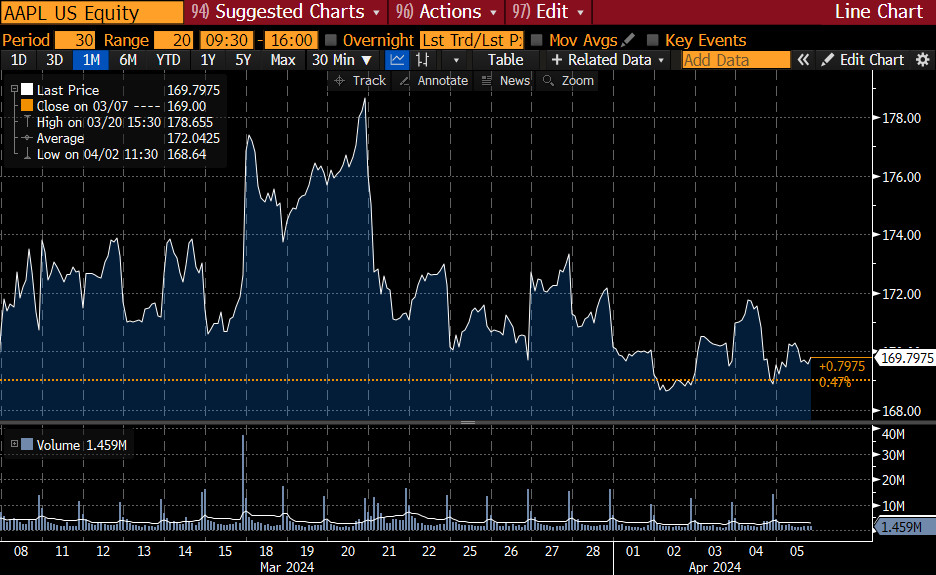 AAPL US Equity 94) Suggested Charts 96) Actions 97) Edit Line Chart
Period 30 Range 20 09:30 - 16:00 Overnight Lst Trd/Lst P: Mov Avgs Key Events
1D 3D 1M 6M YTD 1Y 5Y Max 30 Min Table + Related Data Add Data Edit Chart
Track Annotate News Zoom
Last Price 169.7975
Close on 03/07 ---- 169.00
High on 03/20 15:30 178.655
Average 172.0425
Low on 04/02 11:30 168.64
178.00
176.00
174.00
172.00
169.7975
+0.7975
0.47%
168.00
Volume 1.459M
40M
30M
20M
10M
1.459M
08 11 12 13 14 15 18 19 20 21 22 25 26 27 28 01 02 03 04 05
Mar 2024 Apr 2024